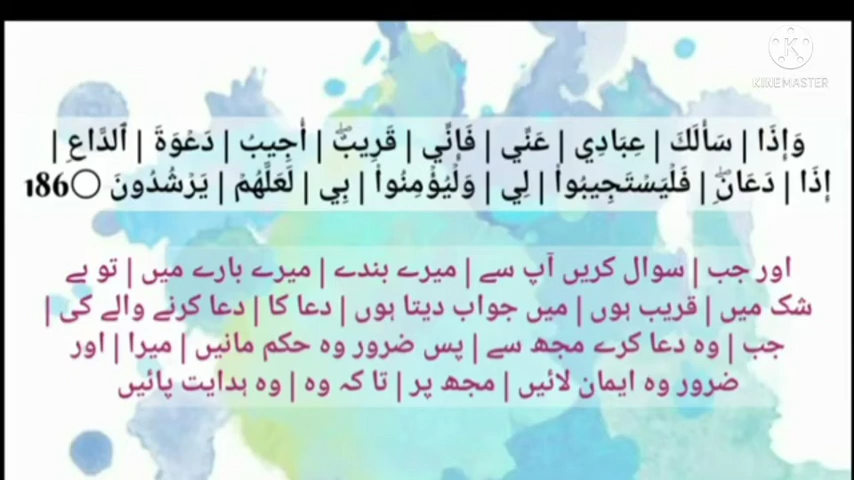 KINEMASTER
وَإِذَا | سَأَلَكَ | عِبَادِي | عَنِّي | فَإِنِّي | قَرِيبٌۖ | أُجِيبُ | دَعْوَةَ | ٱلدَّاعِ |
إِذَا | دَعَانِۖ | فَلْيَسْتَجِيبُواْ | لِي | وَلْيُؤْمِنُواْ | بِي | لَعَلَّهُمْ | يَرْشُدُونَ ○186
اور جب | سوال کریں آپ سے | میرے بندے | میرے بارے میں | تو بے
شک میں | قریب ہوں | میں جواب دیتا ہوں | دعا کا | دعا کرنے والے کی |
جب | وہ دعا کرے مجھ سے | پس ضرور وہ حکم مانیں | میرا | اور
ضرور وہ ایمان لائیں | مجھ پر | تا کہ وہ | وہ ہدایت پائیں